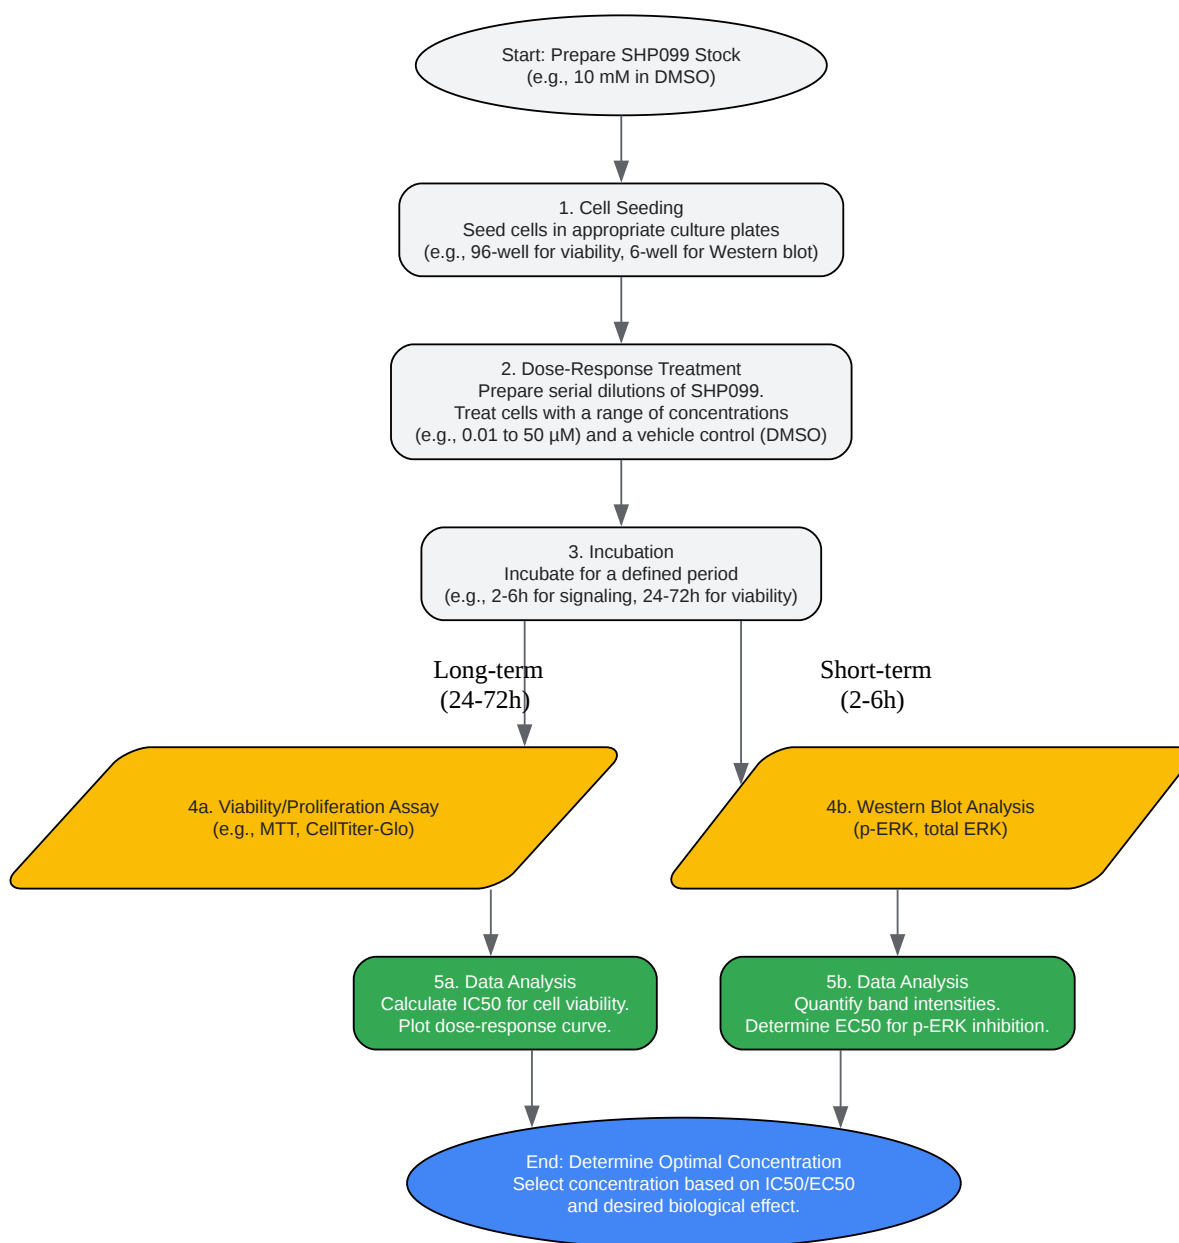 Start: Prepare SHP099 Stock
(e.g., 10 mM in DMSO)
1. Cell Seeding
Seed cells in appropriate culture plates
(e.g., 96-well for viability, 6-well for Western blot)
2. Dose-Response Treatment
Prepare serial dilutions of SHP099.
Treat cells with a range of concentrations
(e.g., 0.01 to 50 µM) and a vehicle control (DMSO)
3. Incubation
Incubate for a defined period
(e.g., 2-6h for signaling, 24-72h for viability)
Long-term
(24-72h)
Short-term
(2-6h)
4a. Viability/Proliferation Assay
(e.g., MTT, CellTiter-Glo)
4b. Western Blot Analysis
(p-ERK, total ERK)
5a. Data Analysis
Calculate IC50 for cell viability.
Plot dose-response curve.
5b. Data Analysis
Quantify band intensities.
Determine EC50 for p-ERK inhibition.
End: Determine Optimal Concentration
Select concentration based on IC50/EC50
and desired biological effect.